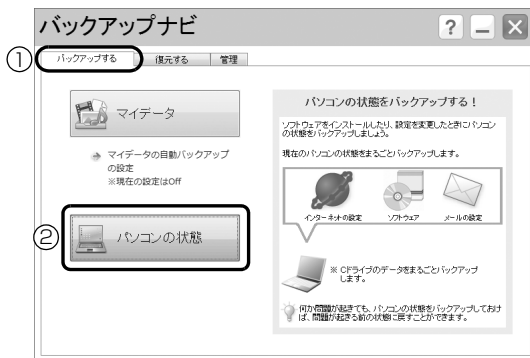 バックアップナビ
? － ×
① バックアップする 復元する 管理
マイデータ
マイデータの自動バックアップ
の設定
※現在の設定はOff
② パソコンの状態
パソコンの状態をバックアップする！
ソフトウェアをインストールしたり、設定を変更したときにパソコン
の状態をバックアップしましょう。
現在のパソコンの状態をまるごとバックアップします。
インターネットの設定 ソフトウェア メールの設定
※ Cドライブのデータをまるごとバックアップ
します。
何か問題が起きても、パソコンの状態をバックアップしておけ
ば、問題が起きる前の状態に戻すことができます。